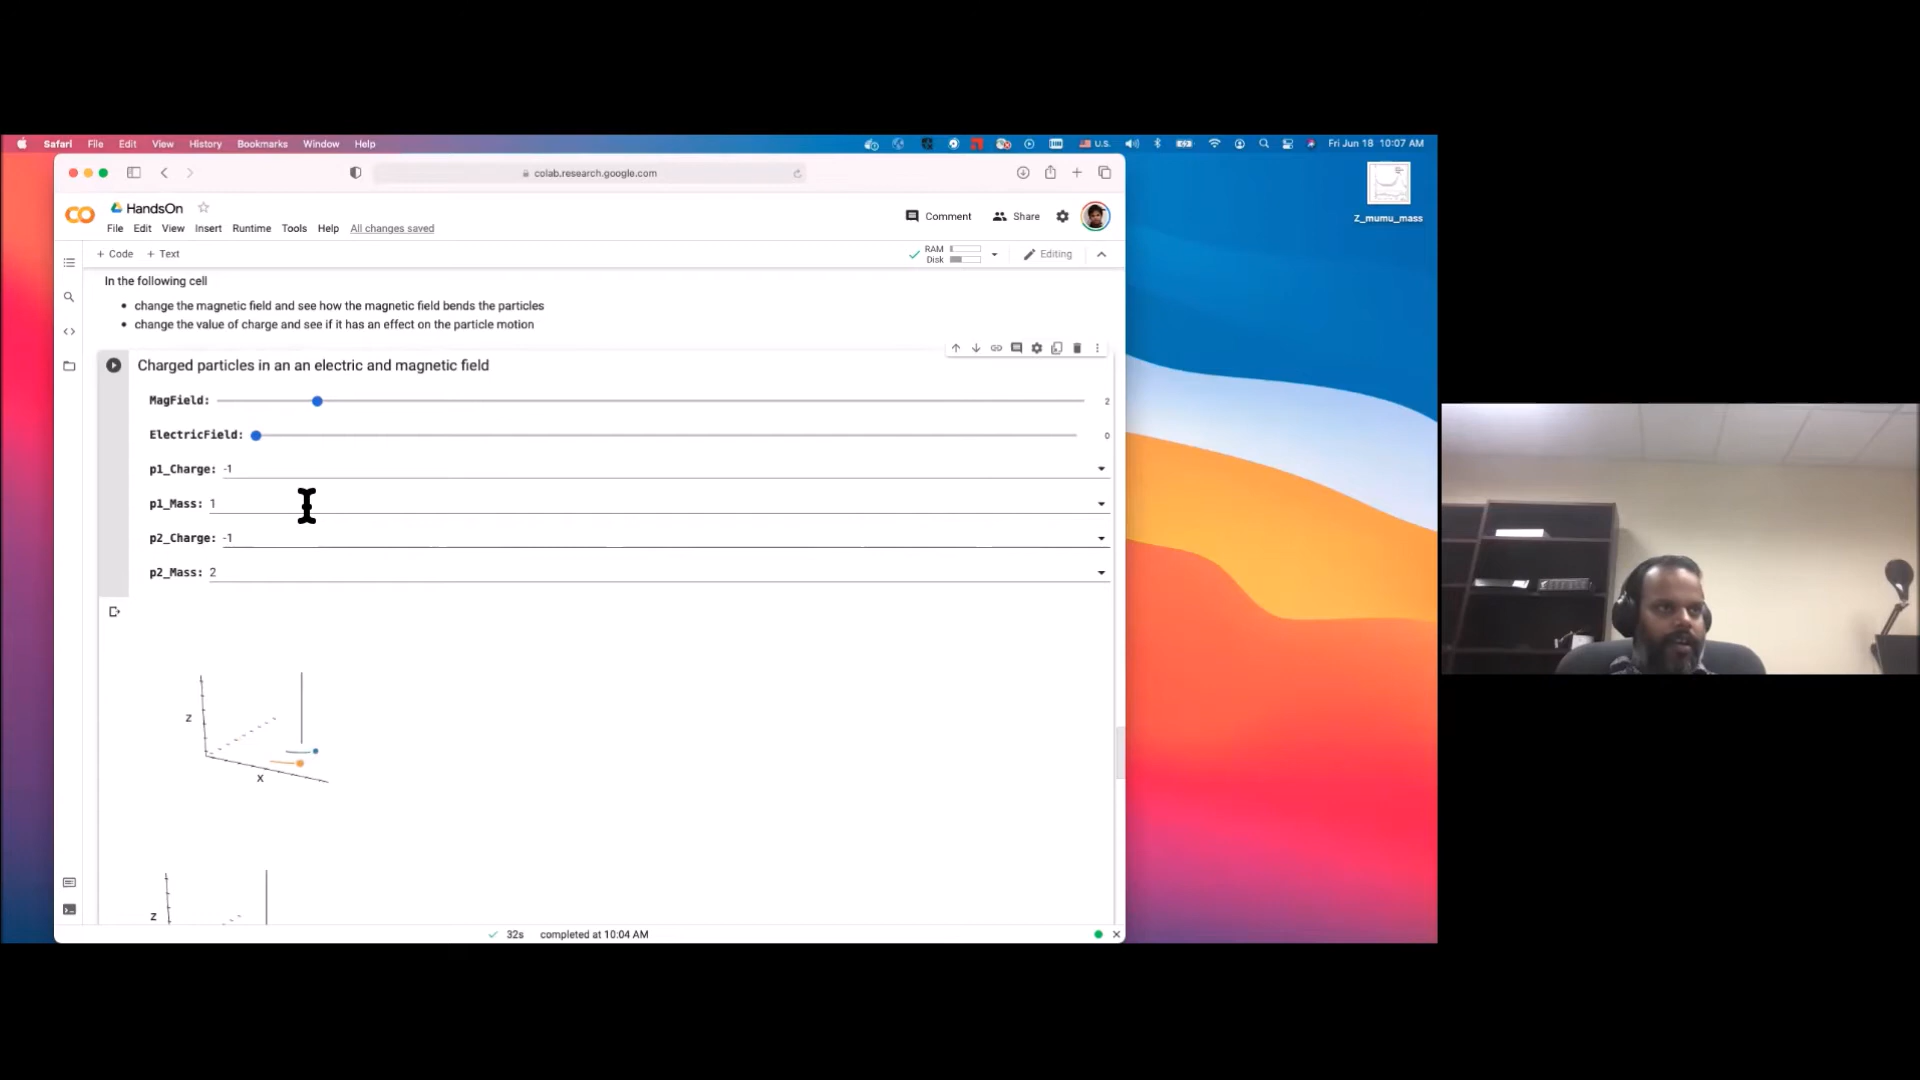 Safari File Edit View History Bookmarks Window Help U.S. Fri Jun 18 10:07 AM
colab.research.google.com
Z_mumu_mass
HandsOn
Comment Share
File Edit View Insert Runtime Tools Help All changes saved
+ Code + Text
RAM
Disk
Editing
In the following cell
change the magnetic field and see how the magnetic field bends the particles
change the value of charge and see if it has an effect on the particle motion
Charged particles in an an electric and magnetic field
MagField: 2
ElectricField: 0
p1_Charge: -1
p1_Mass: 1
p2_Charge: -1
p2_Mass: 2
Z
X
Z
32s completed at 10:04 AM